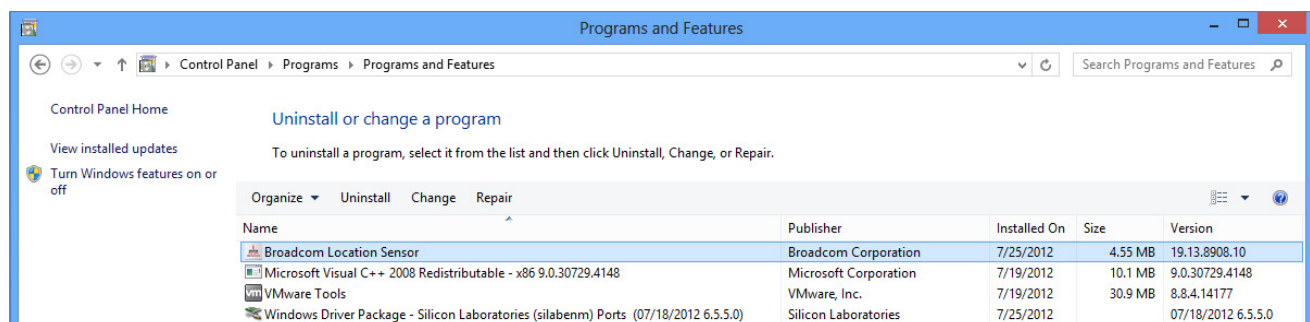 Programs and Features
Control Panel Programs Programs and Features Search Programs and Features
Control Panel Home
Uninstall or change a program
View installed updates
To uninstall a program, select it from the list and then click Uninstall, Change, or Repair.
Turn Windows features on or
off
Organize Uninstall Change Repair
Name Publisher Installed On Size Version
Broadcom Location Sensor Broadcom Corporation 7/25/2012 4.55 MB 19.13.8908.10
Microsoft Visual C++ 2008 Redistributable - x86 9.0.30729.4148 Microsoft Corporation 7/19/2012 10.1 MB 9.0.30729.4148
vm VMware Tools VMware, Inc. 7/19/2012 30.9 MB 8.8.4.14177
Windows Driver Package - Silicon Laboratories (silabenm) Ports (07/18/2012 6.5.5.0) Silicon Laboratories 7/25/2012 07/18/2012 6.5.5.0